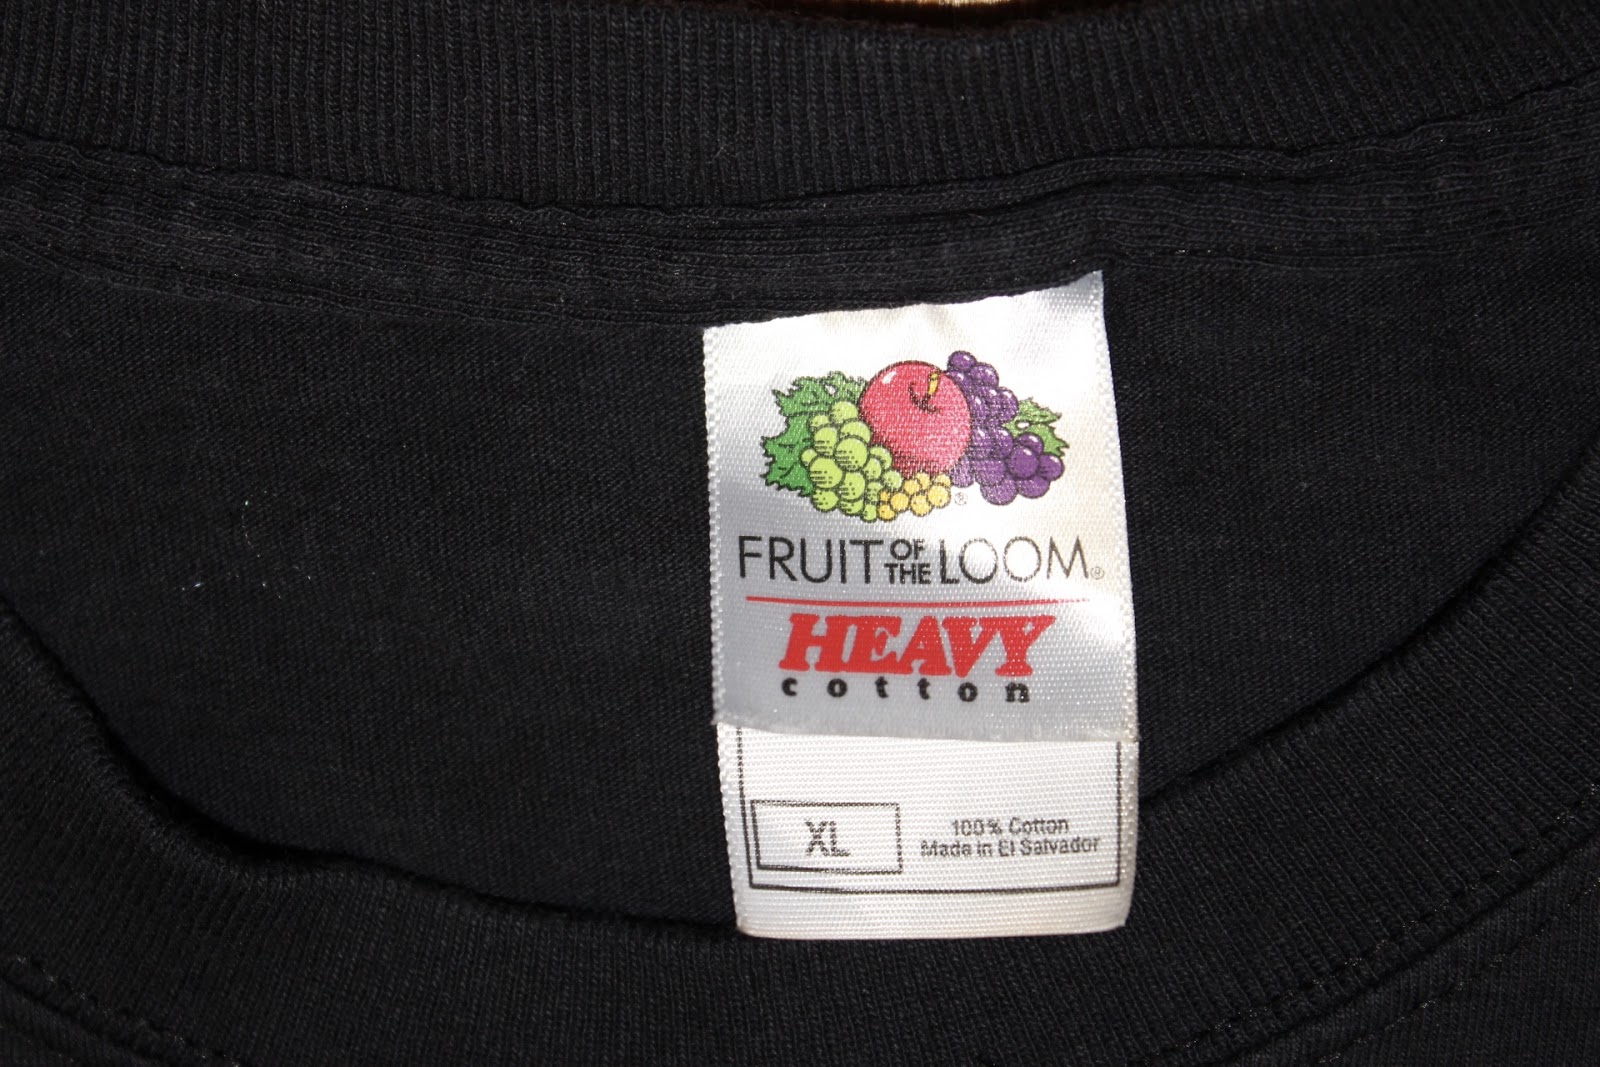 ®
FRUIT OF THE LOOM®
HEAVY
cotton
XL
100% Cotton
Made in El Salvador